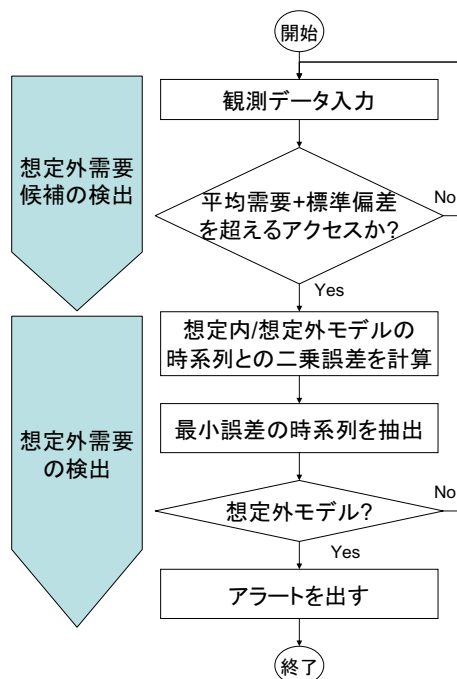 開始
観測データ入力
想定外需要
候補の検出
平均需要+標準偏差
を超えるアクセスか?
No
Yes
想定内/想定外モデルの
時系列との二乗誤差を計算
最小誤差の時系列を抽出
想定外需要
の検出
想定外モデル?
No
Yes
アラートを出す
終了